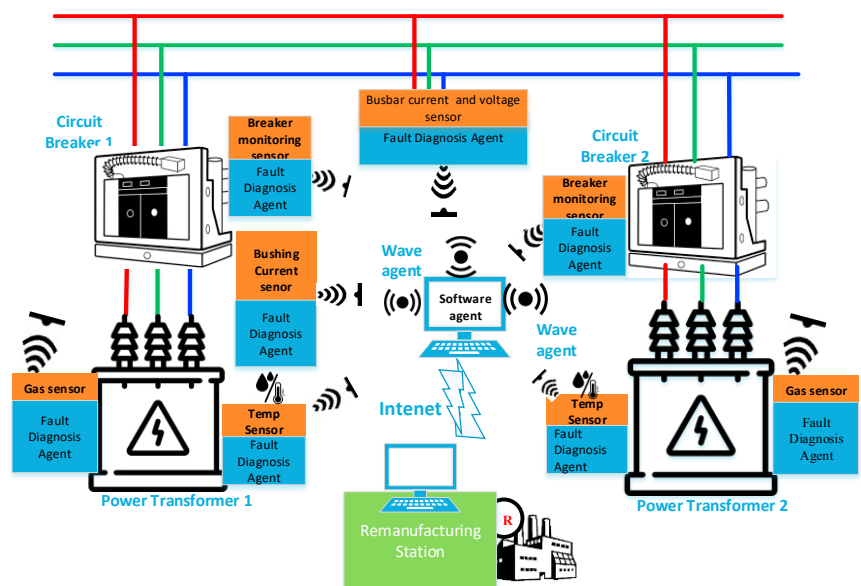 Busbar current and voltage
sensor
Fault Diagnosis Agent
Circuit
Breaker 1
Breaker
monitoring
sensor
Fault
Diagnosis
Agent
Circuit
Breaker 2
Breaker
monitoring
sensor
Fault
Diagnosis
Agent
Bushing
Current
senor
Fault
Diagnosis
Agent
Wave
agent
Software
agent
Wave
agent
Gas sensor
Fault
Diagnosis
Agent
Temp
Sensor
Fault
Diagnosis
Agent
Power Transformer 1
Intenet
Temp
Sensor
Fault
Diagnosis
Agent
Gas sensor
Fault
Diagnosis
Agent
Power Transformer 2
Remanufacturing
Station
R